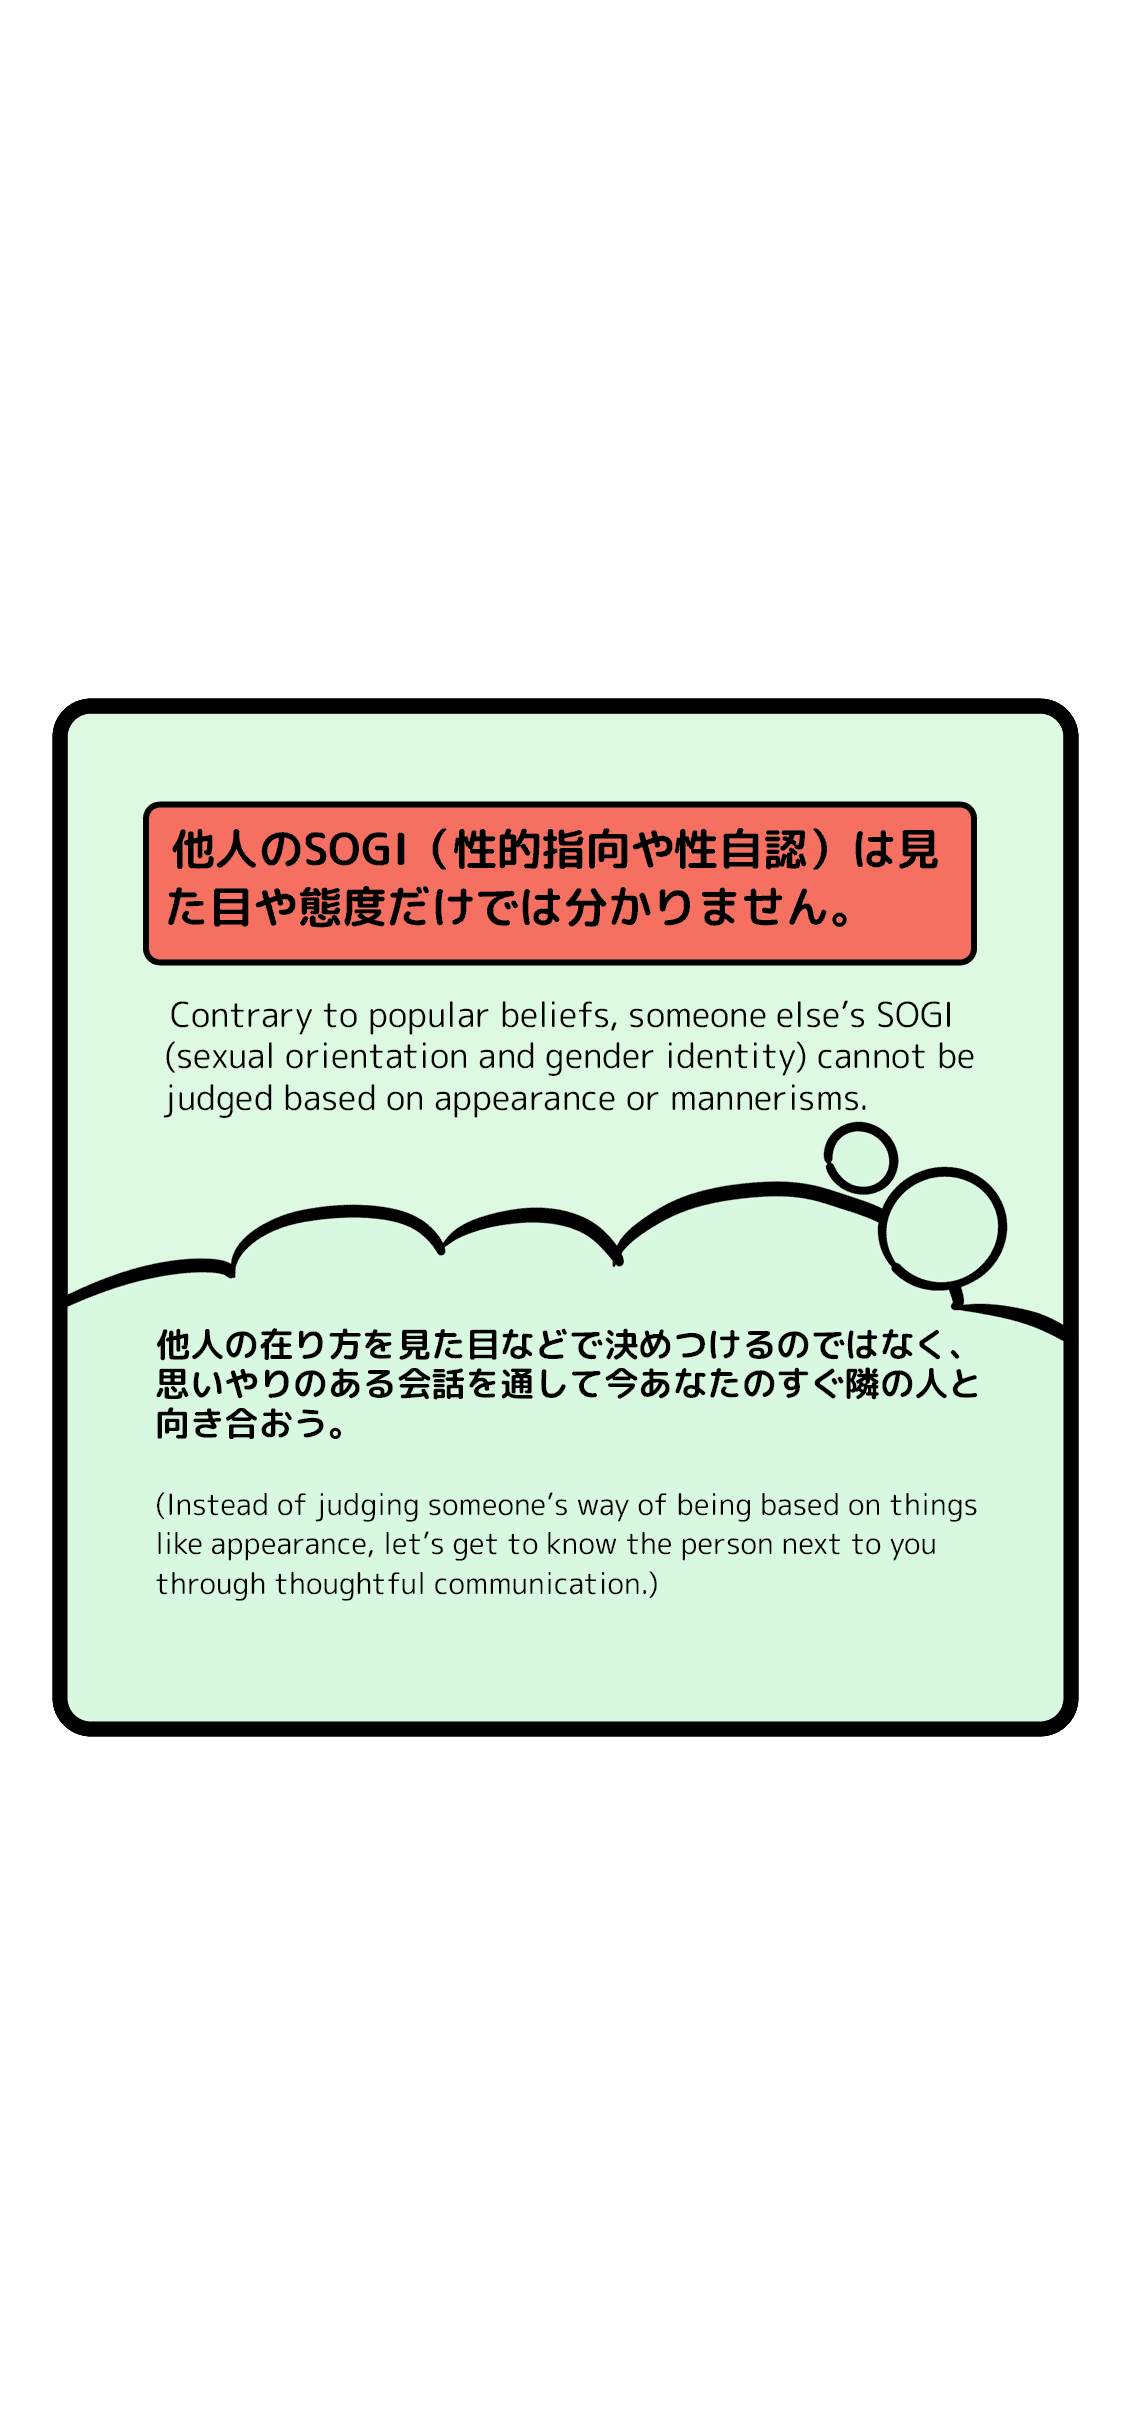 他人のSOGI（性的指向や性自認）は見
た目や態度だけでは分かりません。
Contrary to popular beliefs, someone else’s SOGI
(sexual orientation and gender identity) cannot be
judged based on appearance or mannerisms.
他人の在り方を見た目などで決めつけるのではなく、
思いやりのある会話を通して今あなたのすぐ隣の人と
向き合おう。
(Instead of judging someone’s way of being based on things
like appearance, let’s get to know the person next to you
through thoughtful communication.)